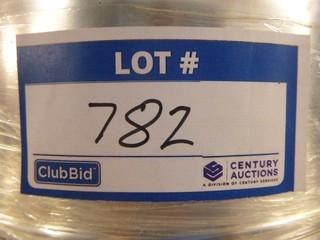 LOT #
782
ClubBid
CENTURY
AUCTIONS
A DIVISION OF CENTURY SERVICES